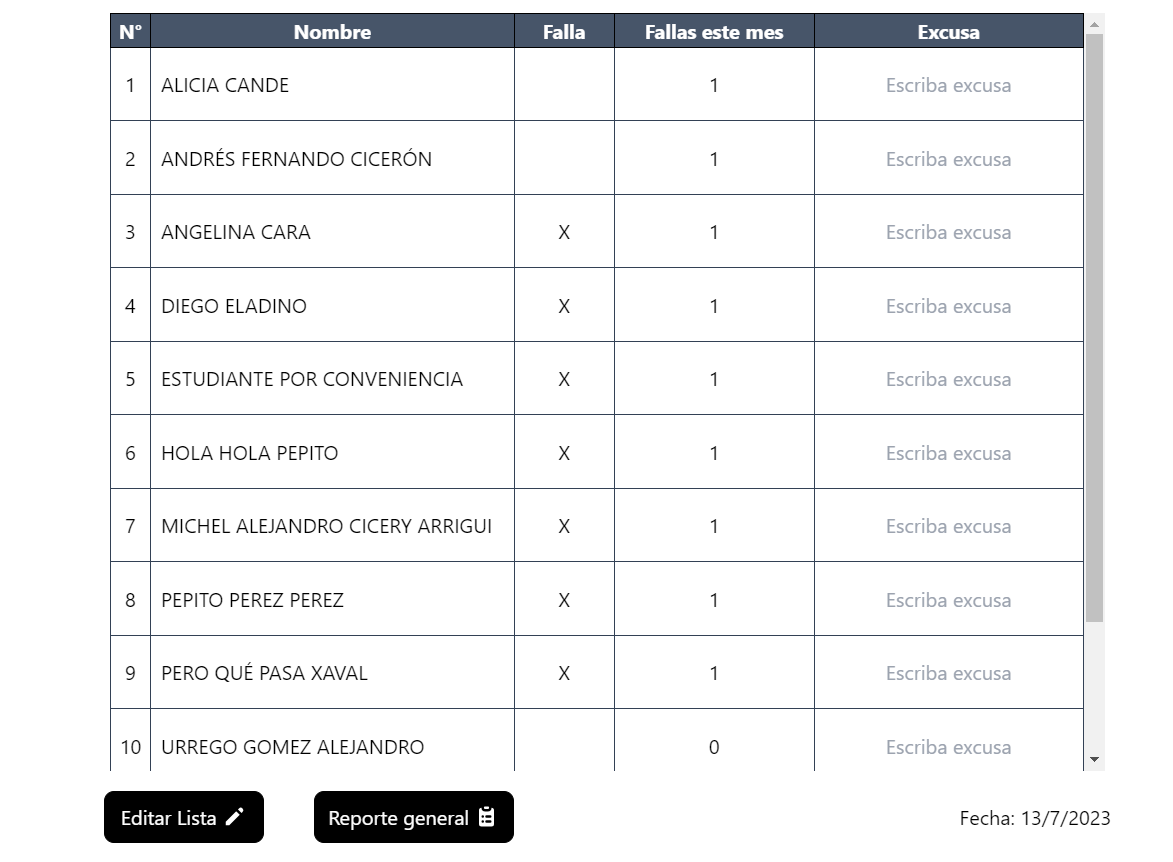 N° Nombre Falla Fallas este mes Excusa
1 ALICIA CANDE 1 Escriba excusa
2 ANDRÉS FERNANDO CICERÓN 1 Escriba excusa
3 ANGELINA CARA X 1 Escriba excusa
4 DIEGO ELADINO X 1 Escriba excusa
5 ESTUDIANTE POR CONVENIENCIA X 1 Escriba excusa
6 HOLA HOLA PEPITO X 1 Escriba excusa
7 MICHEL ALEJANDRO CICERY ARRIGUI X 1 Escriba excusa
8 PEPITO PEREZ PEREZ X 1 Escriba excusa
9 PERO QUÉ PASA XAVAL X 1 Escriba excusa
10 URREGO GOMEZ ALEJANDRO 0 Escriba excusa
Editar Lista Reporte general Fecha: 13/7/2023